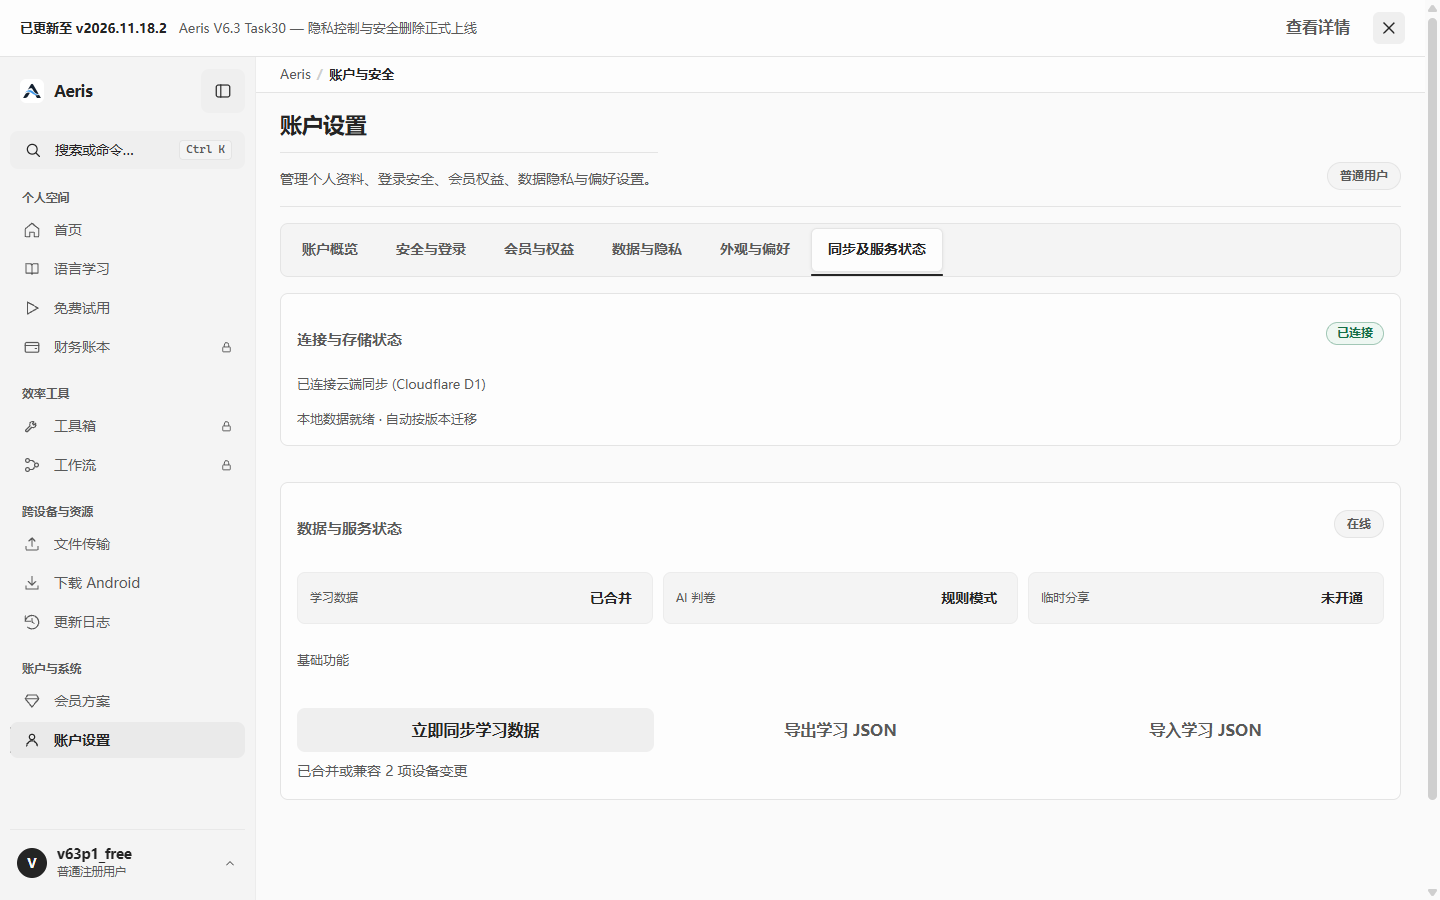 已更新至 v2026.11.18.2 Aeris V6.3 Task30 — 隐私控制与安全删除正式上线 查看详情
Aeris
搜索或命令... Ctrl K
个人空间
首页
语言学习
免费试用
财务账本
效率工具
工具箱
工作流
跨设备与资源
文件传输
下载 Android
更新日志
账户与系统
会员方案
账户设置
V v63p1_free
普通注册用户
Aeris / 账户与安全
账户设置
管理个人资料、登录安全、会员权益、数据隐私与偏好设置。
普通用户
账户概览 安全与登录 会员与权益 数据与隐私 外观与偏好 同步及服务状态
连接与存储状态 已连接
已连接云端同步 (Cloudflare D1)
本地数据就绪 · 自动按版本迁移
数据与服务状态 在线
学习数据 已合并 AI 判卷 规则模式 临时分享 未开通
基础功能
立即同步学习数据 导出学习 JSON 导入学习 JSON
已合并或兼容 2 项设备变更